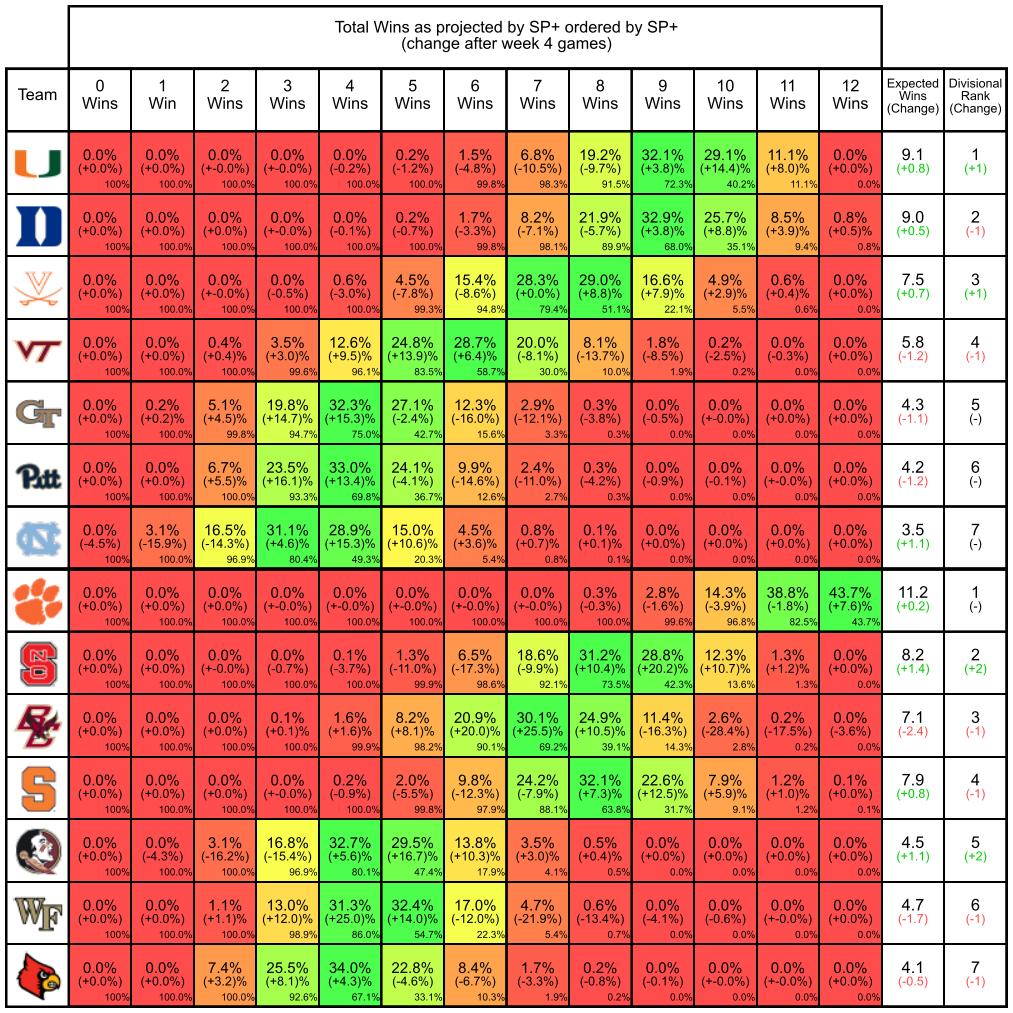 Total Wins as projected by SP+ ordered by SP+
(change after week 4 games)
Team 0 Wins 1 Win 2 Wins 3 Wins 4 Wins 5 Wins 6 Wins 7 Wins 8 Wins 9 Wins 10 Wins 11 Wins 12 Wins Expected Wins (Change) Divisional Rank (Change)
U 0.0% 0.0% 0.0% 0.0% 0.0% 0.2% 1.5% 6.8% 19.2% 32.1% 29.1% 11.1% 0.0% 9.1 1
(+0.0%) (+0.0%) (+-0.0%) (+-0.0%) (-0.2%) (-1.2%) (-4.8%) (-10.5%) (-9.7%) (+3.8)% (+14.4)% (+8.0)% (+0.0%) (+0.8) (+1)
100% 100.0% 100.0% 100.0% 100.0% 100.0% 99.8% 98.3% 91.5% 72.3% 40.2% 11.1% 0.0%
D 0.0% 0.0% 0.0% 0.0% 0.0% 0.2% 1.7% 8.2% 21.9% 32.9% 25.7% 8.5% 0.8% 9.0 2
(+0.0%) (+0.0%) (+0.0%) (+-0.0%) (-0.1%) (-0.7%) (-3.3%) (-7.1%) (-5.7%) (+3.8)% (+8.8)% (+3.9)% (+0.5)% (+0.5) (-1)
100% 100.0% 100.0% 100.0% 100.0% 100.0% 99.8% 98.1% 89.9% 68.0% 35.1% 9.4% 0.8%
V 0.0% 0.0% 0.0% 0.0% 0.6% 4.5% 15.4% 28.3% 29.0% 16.6% 4.9% 0.6% 0.0% 7.5 3
(+0.0%) (+0.0%) (+-0.0%) (-0.5%) (-3.0%) (-7.8%) (-8.6%) (+0.0)% (+8.8)% (+7.9)% (+2.9)% (+0.4)% (+0.0%) (+0.7) (+1)
100% 100.0% 100.0% 100.0% 100.0% 99.3% 94.8% 79.4% 51.1% 22.1% 5.5% 0.6% 0.0%
VT 0.0% 0.0% 0.4% 3.5% 12.6% 24.8% 28.7% 20.0% 8.1% 1.8% 0.2% 0.0% 0.0% 5.8 4
(+0.0%) (+0.0%) (+0.4)% (+3.0)% (+9.5)% (+13.9)% (+6.4)% (-8.1%) (-13.7%) (-8.5%) (-2.5%) (-0.3%) (+0.0%) (-1.2) (-1)
100% 100.0% 100.0% 99.6% 96.1% 83.5% 58.7% 30.0% 10.0% 1.9% 0.2% 0.0% 0.0%
GT 0.0% 0.2% 5.1% 19.8% 32.3% 27.1% 12.3% 2.9% 0.3% 0.0% 0.0% 0.0% 0.0% 4.3 5
(+0.0%) (+0.2)% (+4.5)% (+14.7)% (+15.3)% (-2.4%) (-16.0%) (-12.1%) (-3.8%) (-0.5%) (+-0.0%) (+0.0%) (+0.0%) (-1.1) (-)
100% 100.0% 99.8% 94.7% 75.0% 42.7% 15.6% 3.3% 0.3% 0.0% 0.0% 0.0% 0.0%
Pitt 0.0% 0.0% 6.7% 23.5% 33.0% 24.1% 9.9% 2.4% 0.3% 0.0% 0.0% 0.0% 0.0% 4.2 6
(+0.0%) (+0.0%) (+5.5)% (+16.1)% (+13.4)% (-4.1%) (-14.6%) (-11.0%) (-4.2%) (-0.9%) (-0.1%) (+-0.0%) (+0.0%) (-1.2) (-)
100% 100.0% 100.0% 93.3% 69.8% 36.7% 12.6% 2.7% 0.3% 0.0% 0.0% 0.0% 0.0%
NC 0.0% 3.1% 16.5% 31.1% 28.9% 15.0% 4.5% 0.8% 0.1% 0.0% 0.0% 0.0% 0.0% 3.5 7
(-4.5%) (-15.9%) (-14.3%) (+4.6)% (+15.3)% (+10.6)% (+3.6)% (+0.7)% (+0.1)% (+0.0%) (+0.0%) (+0.0%) (+0.0%) (+1.1) (-)
100% 100.0% 96.9% 80.4% 49.3% 20.3% 5.4% 0.8% 0.1% 0.0% 0.0% 0.0% 0.0%
0.0% 0.0% 0.0% 0.0% 0.0% 0.0% 0.0% 0.0% 0.3% 2.8% 14.3% 38.8% 43.7% 11.2 1
(+0.0%) (+0.0%) (+0.0%) (+-0.0%) (+-0.0%) (+-0.0%) (+-0.0%) (+-0.0%) (-0.3%) (-1.6%) (-3.9%) (-1.8%) (+7.6)% (+0.2) (-)
100% 100.0% 100.0% 100.0% 100.0% 100.0% 100.0% 100.0% 100.0% 99.6% 96.8% 82.5% 43.7%
NCS 0.0% 0.0% 0.0% 0.0% 0.1% 1.3% 6.5% 18.6% 31.2% 28.8% 12.3% 1.3% 0.0% 8.2 2
(+0.0%) (+0.0%) (+-0.0%) (-0.7%) (-3.7%) (-11.0%) (-17.3%) (-9.9%) (+10.4)% (+20.2)% (+10.7)% (+1.2)% (+0.0%) (+1.4) (+2)
100% 100.0% 100.0% 100.0% 100.0% 99.9% 98.6% 92.1% 73.5% 42.3% 13.6% 1.3% 0.0%
BC 0.0% 0.0% 0.0% 0.1% 1.6% 8.2% 20.9% 30.1% 24.9% 11.4% 2.6% 0.2% 0.0% 7.1 3
(+0.0%) (+0.0%) (+0.0%) (+0.1)% (+1.6)% (+8.1)% (+20.0)% (+25.5)% (+10.5)% (-16.3%) (-28.4%) (-17.5%) (-3.6%) (-2.4) (-1)
100% 100.0% 100.0% 100.0% 99.9% 98.2% 90.1% 69.2% 39.1% 14.3% 2.8% 0.2% 0.0%
S 0.0% 0.0% 0.0% 0.0% 0.2% 2.0% 9.8% 24.2% 32.1% 22.6% 7.9% 1.2% 0.1% 7.9 4
(+0.0%) (+0.0%) (+0.0%) (+-0.0%) (-0.9%) (-5.5%) (-12.3%) (-7.9%) (+7.3)% (+12.5)% (+5.9)% (+1.0)% (+0.0)% (+0.8) (-1)
100% 100.0% 100.0% 100.0% 100.0% 99.8% 97.9% 88.1% 63.8% 31.7% 9.1% 1.2% 0.1%
0.0% 0.0% 3.1% 16.8% 32.7% 29.5% 13.8% 3.5% 0.5% 0.0% 0.0% 0.0% 0.0% 4.5 5
(+0.0%) (-4.3%) (-16.2%) (-15.4%) (+5.6)% (+16.7)% (+10.3)% (+3.0)% (+0.4)% (+0.0%) (+0.0%) (+0.0%) (+0.0%) (+1.1) (+2)
100% 100.0% 100.0% 96.9% 80.1% 47.4% 17.9% 4.1% 0.5% 0.0% 0.0% 0.0% 0.0%
WF 0.0% 0.0% 1.1% 13.0% 31.3% 32.4% 17.0% 4.7% 0.6% 0.0% 0.0% 0.0% 0.0% 4.7 6
(+0.0%) (+0.0%) (+1.1)% (+12.0)% (+25.0)% (+14.0)% (-12.0%) (-21.9%) (-13.4%) (-4.1%) (-0.6%) (+-0.0%) (+0.0%) (-1.7) (-1)
100% 100.0% 100.0% 98.9% 86.0% 54.7% 22.3% 5.4% 0.7% 0.0% 0.0% 0.0% 0.0%
0.0% 0.0% 7.4% 25.5% 34.0% 22.8% 8.4% 1.7% 0.2% 0.0% 0.0% 0.0% 0.0% 4.1 7
(+0.0%) (+0.0%) (+3.2)% (+8.1)% (+4.3)% (-4.6%) (-6.7%) (-3.3%) (-0.8%) (-0.1%) (+-0.0%) (+-0.0%) (+0.0%) (-0.5) (-1)
100% 100.0% 100.0% 92.6% 67.1% 33.1% 10.3% 1.9% 0.2% 0.0% 0.0% 0.0% 0.0%